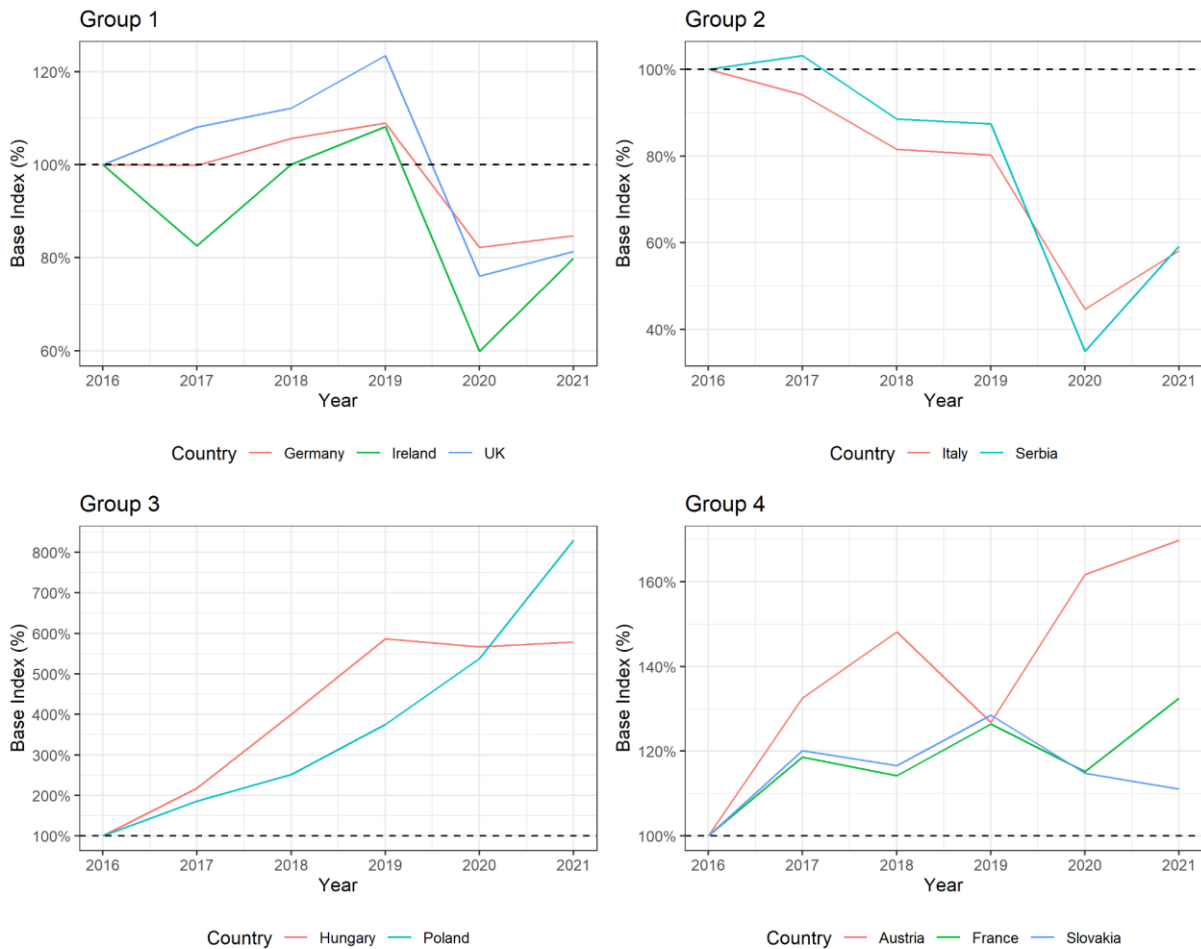 Group 1
Base Index (%)
120%
100%
80%
60%
2016 2017 2018 2019 2020 2021
Year
Country Germany Ireland UK
Group 2
Base Index (%)
100%
80%
60%
40%
2016 2017 2018 2019 2020 2021
Year
Country Italy Serbia
Group 3
Base Index (%)
800%
700%
600%
500%
400%
300%
200%
100%
2016 2017 2018 2019 2020 2021
Year
Country Hungary Poland
Group 4
Base Index (%)
160%
140%
120%
100%
2016 2017 2018 2019 2020 2021
Year
Country Austria France Slovakia